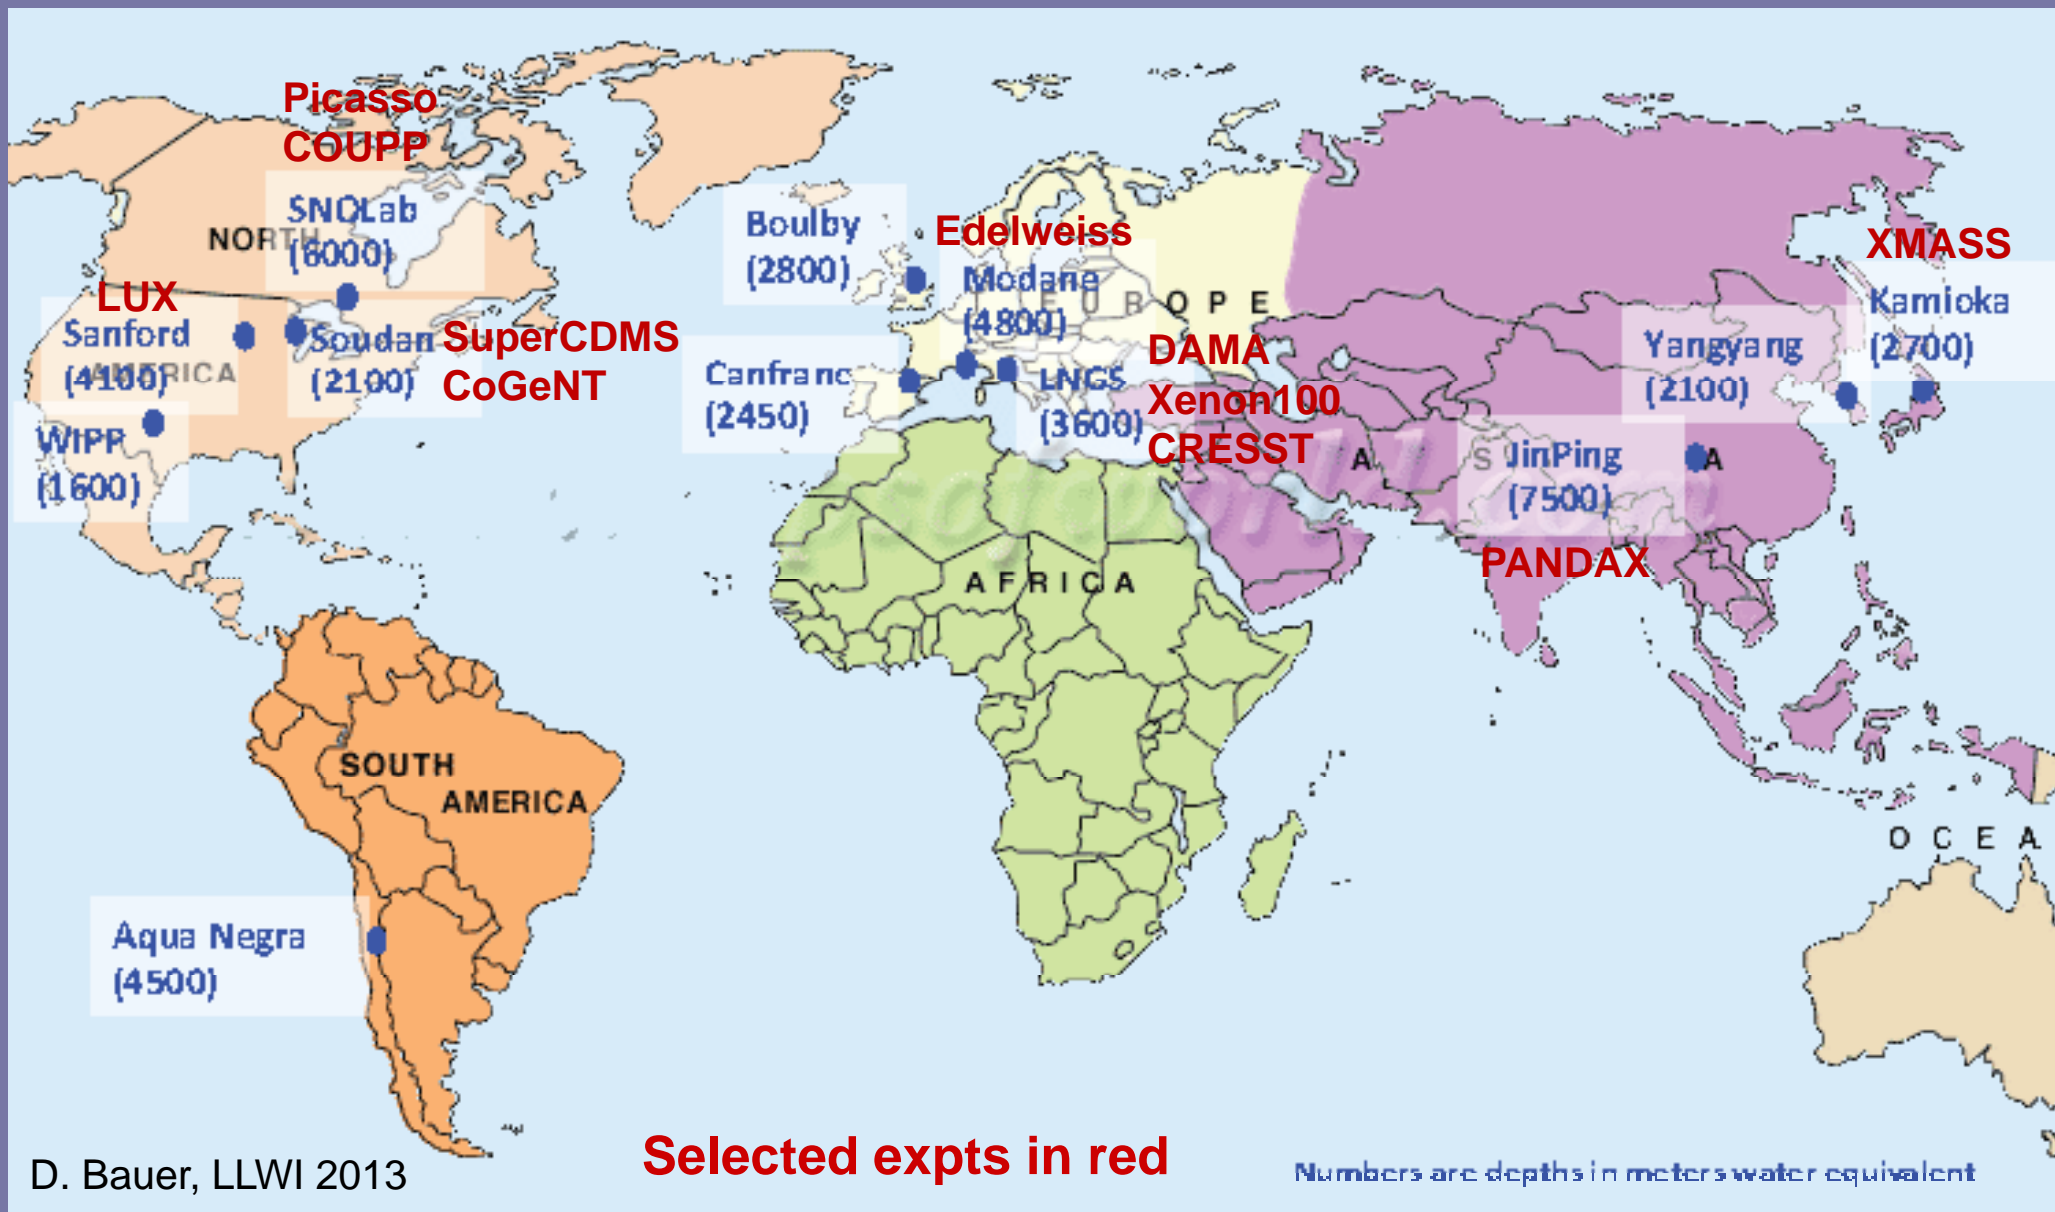 Picasso
COUPP
SNOLab
(6000)
NORTH
AMERICA
LUX
Sanford
(4100)
Soudan
(2100)
SuperCDMS
CoGeNT
WIPP
(1600)
Boulby
(2800)
Edelweiss
Modane
(4800)
EUROPE
Canfranc
(2450)
LNGS
(3600)
DAMA
Xenon100
CRESST
XMASS
Kamioka
(2700)
Yangyang
(2100)
ASIA
JinPing
(7500)
PANDAX
AFRICA
SOUTH
AMERICA
OCEA
Aqua Negra
(4500)
D. Bauer, LLWI 2013
Selected expts in red
Numbers are depths in meters water equivalent